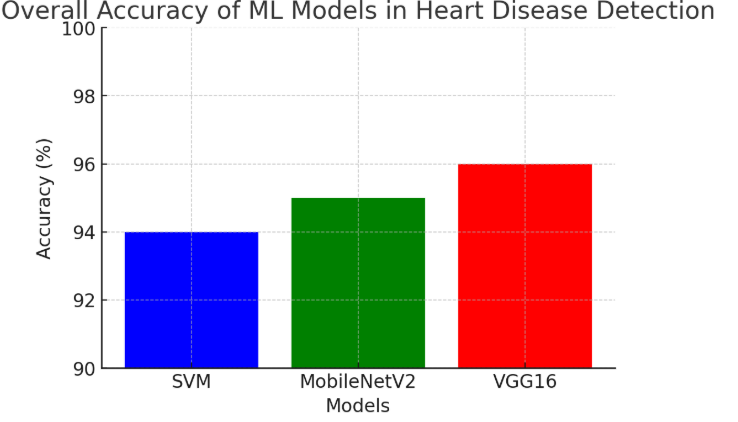 Overall Accuracy of ML Models in Heart Disease Detection
100
98
96
94
92
90
Accuracy (%)
SVM MobileNetV2 VGG16
Models